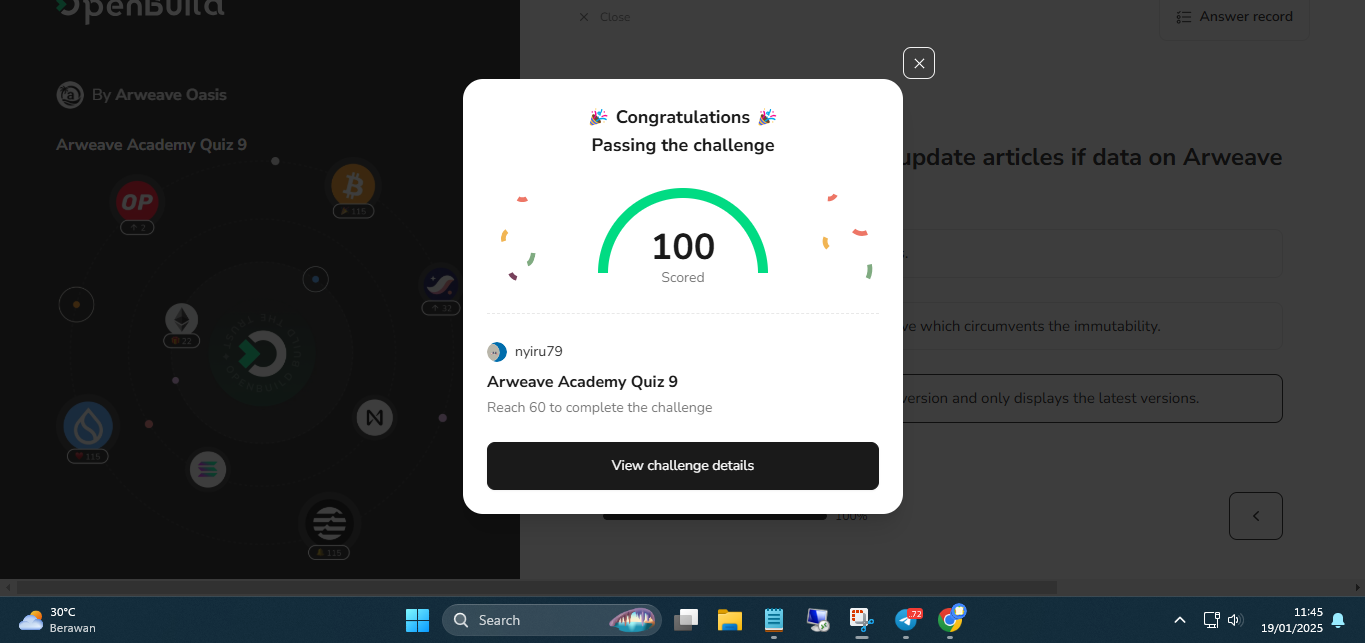 OpenBuild
By Arweave Oasis
Arweave Academy Quiz 9
OP
2
115
32
22
115
115
Close
Answer record
update articles if data on Arweave
which circumvents the immutability.
version and only displays the latest versions.
100%
Congratulations
Passing the challenge
100
Scored
nyiru79
Arweave Academy Quiz 9
Reach 60 to complete the challenge
View challenge details
30°C
Berawan
Search
72
11:45
19/01/2025